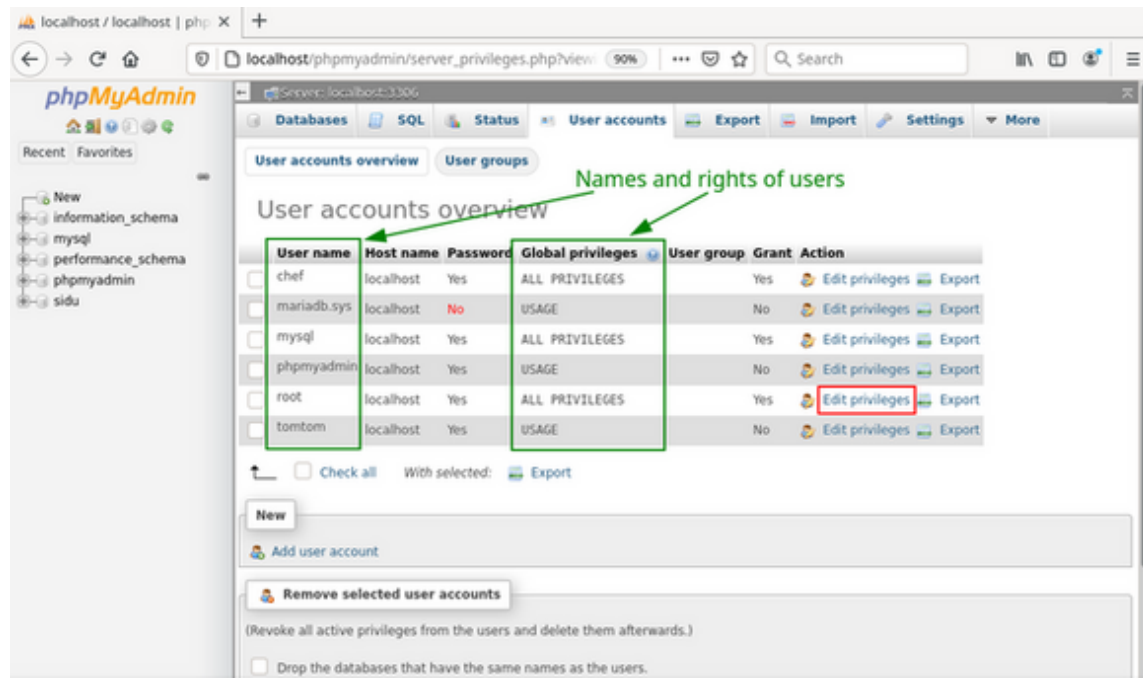 localhost / localhost | php
localhost/phpmyadmin/server_privileges.php?view 90% Search
phpMyAdmin
Recent Favorites
New
information_schema
mysql
performance_schema
phpmyadmin
sidu
Server: localhost:3306
Databases SQL Status User accounts Export Import Settings More
User accounts overview User groups
Names and rights of users
User accounts overview
User name Host name Password Global privileges User group Grant Action
chef localhost Yes ALL PRIVILEGES Yes Edit privileges Export
mariadb.sys localhost No USAGE No Edit privileges Export
mysql localhost Yes ALL PRIVILEGES Yes Edit privileges Export
phpmyadmin localhost Yes USAGE No Edit privileges Export
root localhost Yes ALL PRIVILEGES Yes Edit privileges Export
tomtom localhost Yes USAGE No Edit privileges Export
Check all With selected: Export
New
Add user account
Remove selected user accounts
(Revoke all active privileges from the users and delete them afterwards.)
Drop the databases that have the same names as the users.